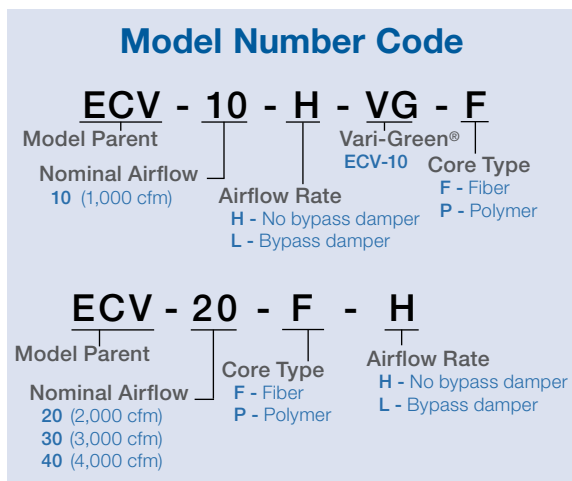 Model Number Code
ECV - 10 - H - VG - F
Model Parent
Nominal Airflow
10 (1,000 cfm)
Airflow Rate
H - No bypass damper
L - Bypass damper
Vari-Green®
ECV-10
Core Type
F - Fiber
P - Polymer
ECV - 20 - F - H
Model Parent
Nominal Airflow
20 (2,000 cfm)
30 (3,000 cfm)
40 (4,000 cfm)
Core Type
F - Fiber
P - Polymer
Airflow Rate
H - No bypass damper
L - Bypass damper